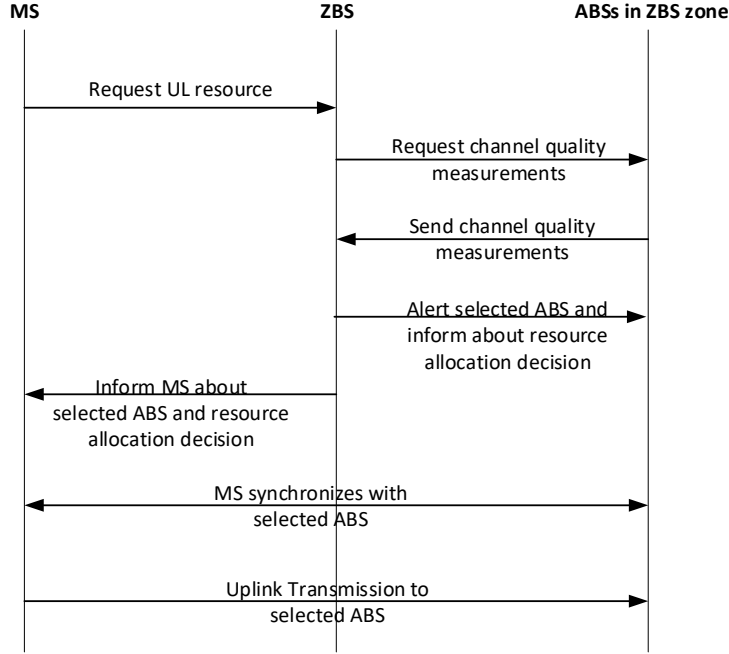 MS
ZBS
ABSs in ZBS zone
Request UL resource
Request channel quality
measurements
Send channel quality
measurements
Alert selected ABS and
inform about resource
allocation decision
Inform MS about
selected ABS and resource
allocation decision
MS synchronizes with
selected ABS
Uplink Transmission to
selected ABS